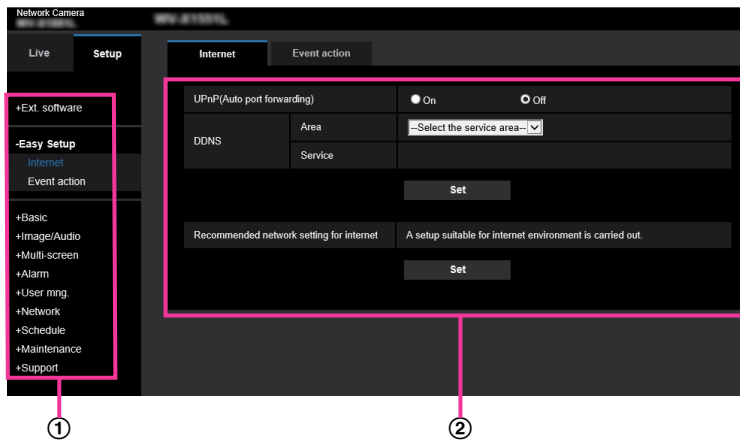 Network Camera
Live
Setup
Internet
Event action
+Ext. software
-Easy Setup
Internet
Event action
+Basic
+Image/Audio
+Multi-screen
+Alarm
+User mng.
+Network
+Schedule
+Maintenance
+Support
UPnP(Auto port forwarding)
On
Off
DDNS
Area
--Select the service area--
Service
Set
Recommended network setting for internet
A setup suitable for internet environment is carried out.
Set
①
②